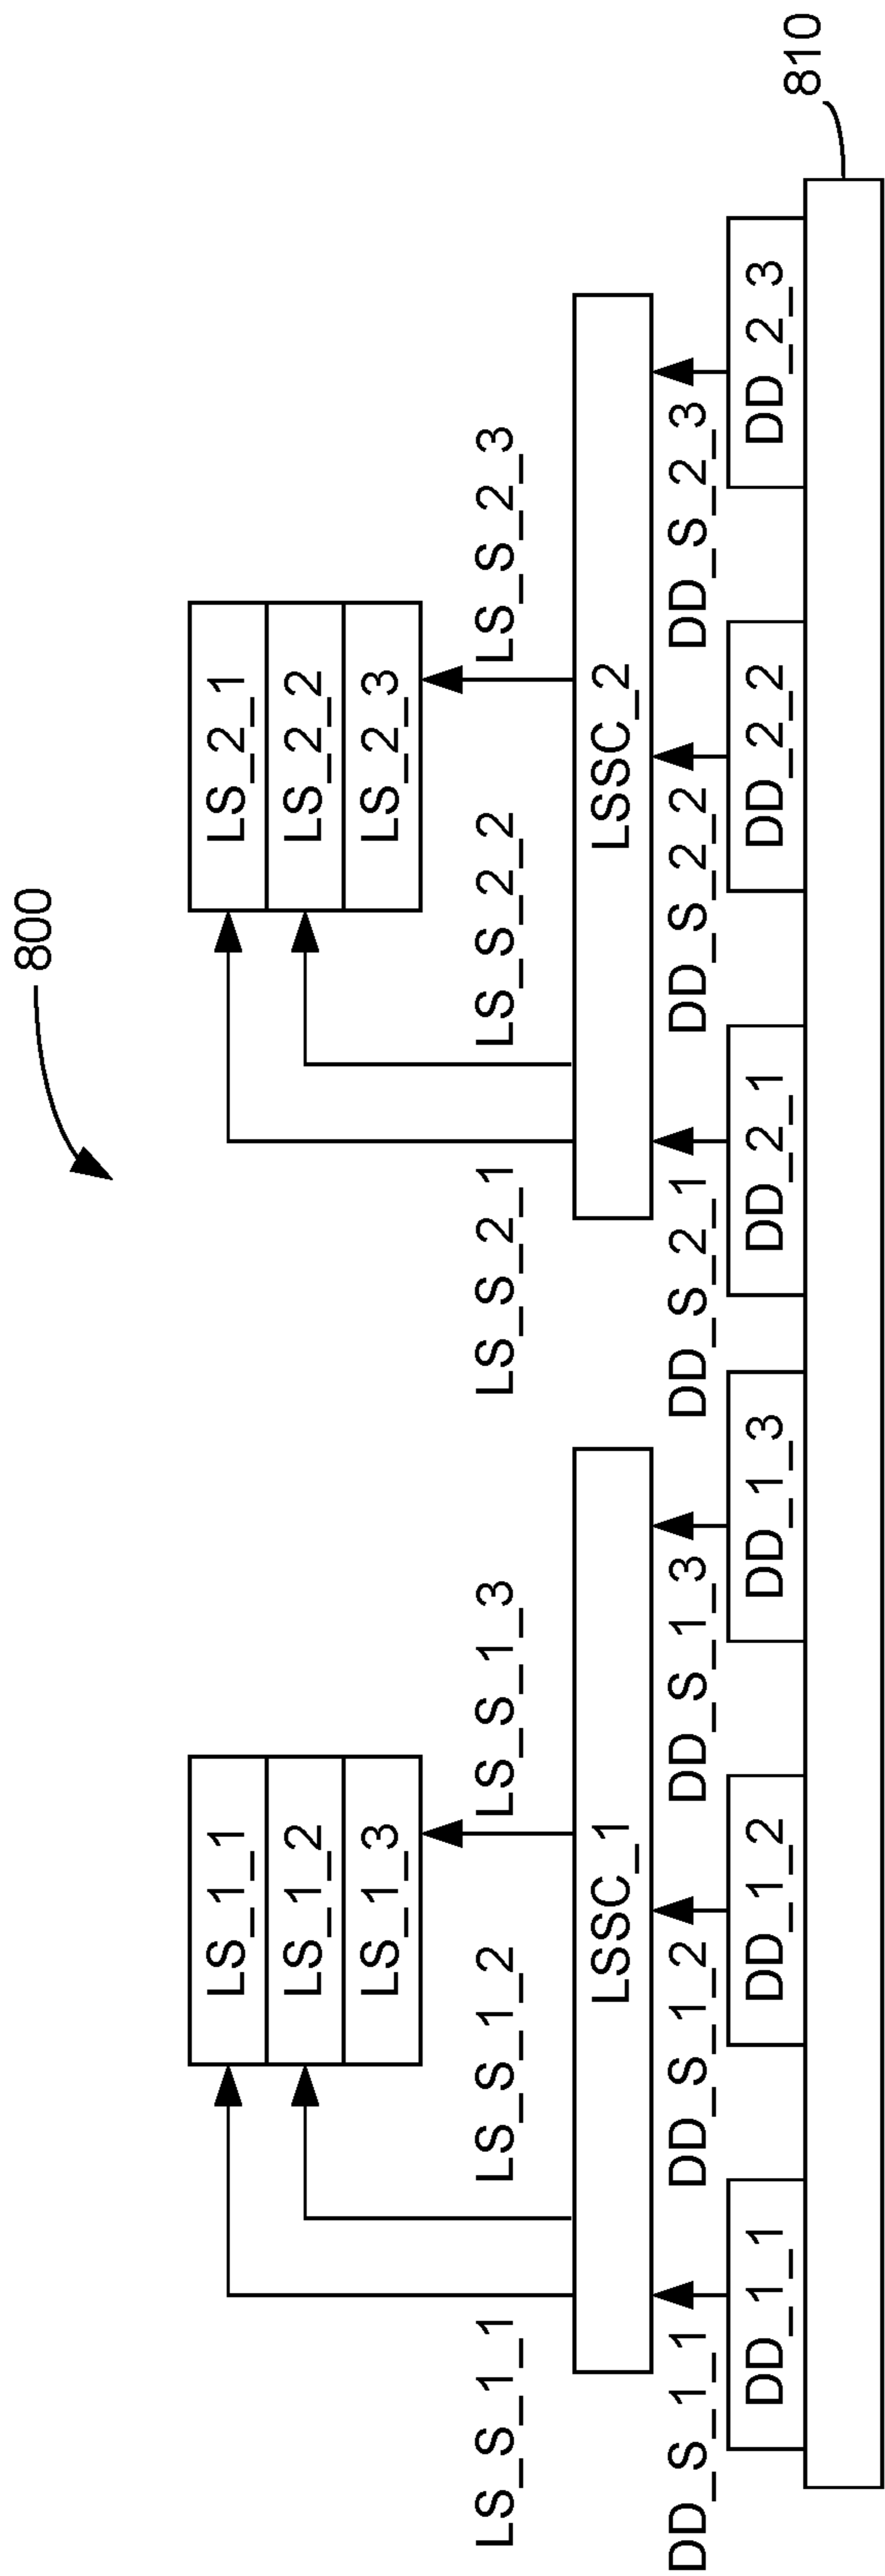 800
LS_1_1
LS_1_2
LS_1_3
LS_2_1
LS_2_2
LS_2_3
LS_S_1_1
LS_S_1_2
LS_S_1_3
LS_S_2_1
LS_S_2_2
LS_S_2_3
LSSC_1
LSSC_2
DD_S_1_1
DD_S_1_2
DD_S_1_3
DD_S_2_1
DD_S_2_2
DD_S_2_3
DD_1_1
DD_1_2
DD_1_3
DD_2_1
DD_2_2
DD_2_3
810